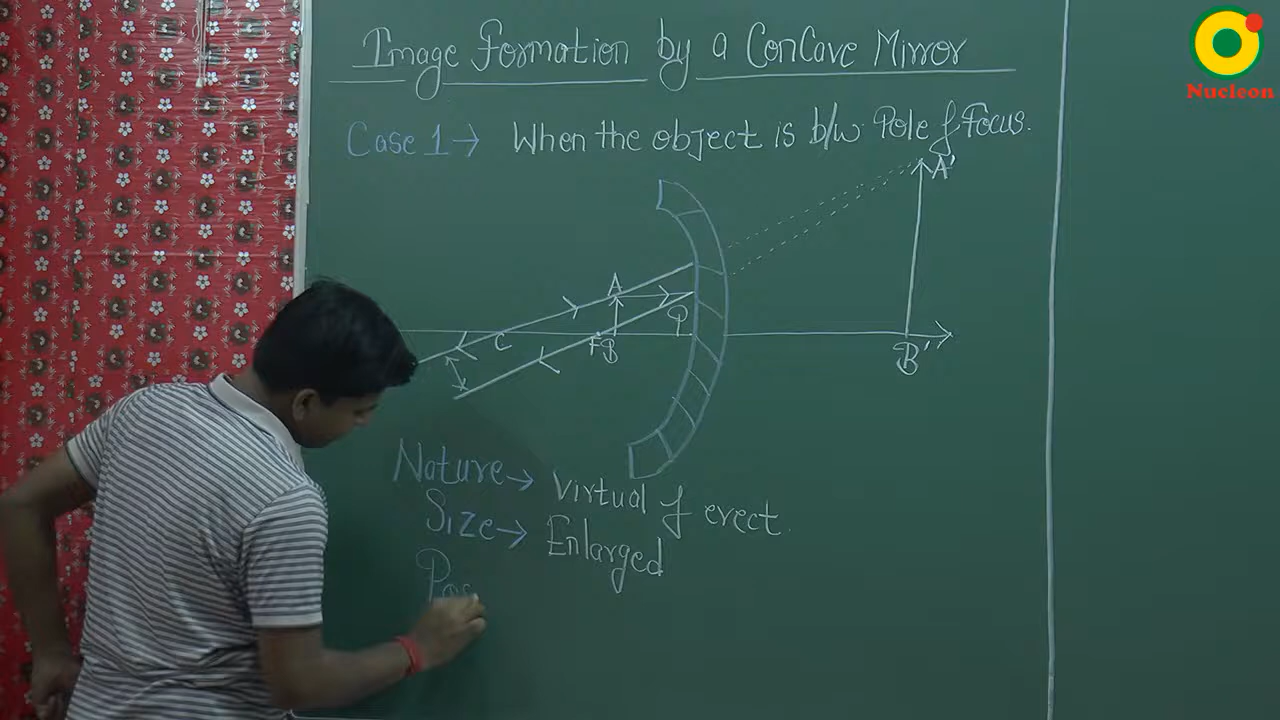 Image Formation by a Concave Mirror
Nucleon
Case 1→ When the object is b/w Pole & Focus.
A'
A
P
C
F
B
B'
Nature→ Virtual & erect.
Size→ Enlarged
Pos